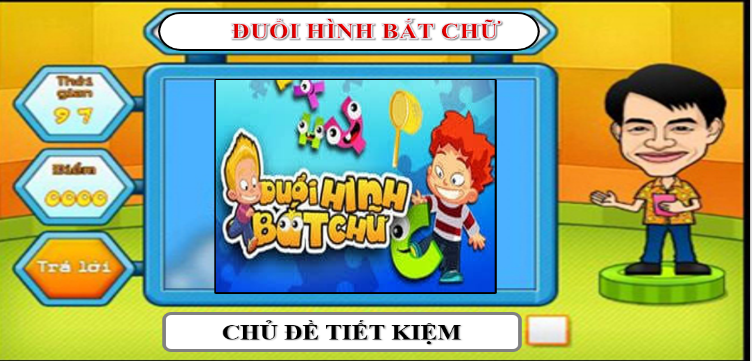 ĐUỔI HÌNH BẮT CHỮ
Thời
gian
97
Điểm
0000
Trả lời
ĐUỔI HÌNH
BẮT CHỮ
CHỦ ĐỀ TIẾT KIỆM